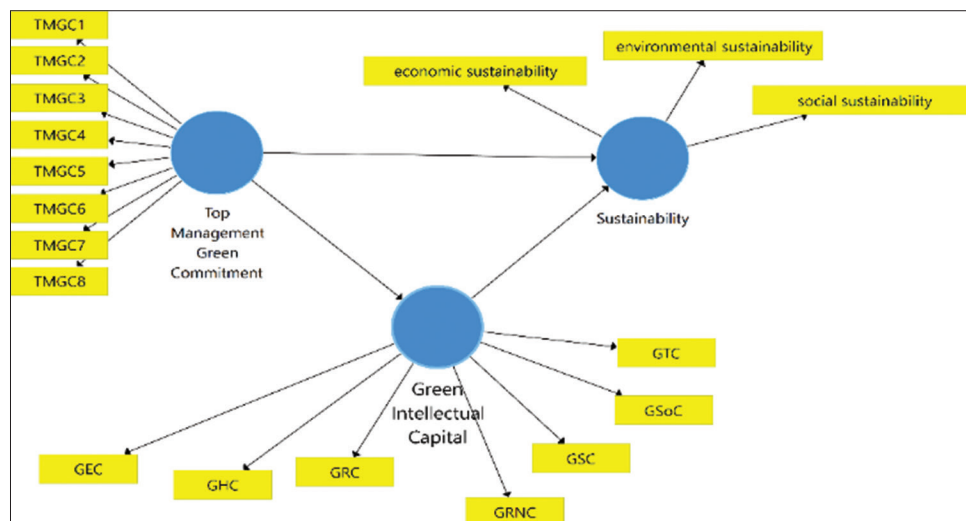 TMGC1
TMGC2
TMGC3
TMGC4
TMGC5
TMGC6
TMGC7
TMGC8
Top
Management
Green
Commitment
economic sustainability
environmental sustainability
social sustainability
Sustainability
Green
Intellectual
Capital
GEC
GHC
GRC
GRNC
GSC
GSoC
GTC